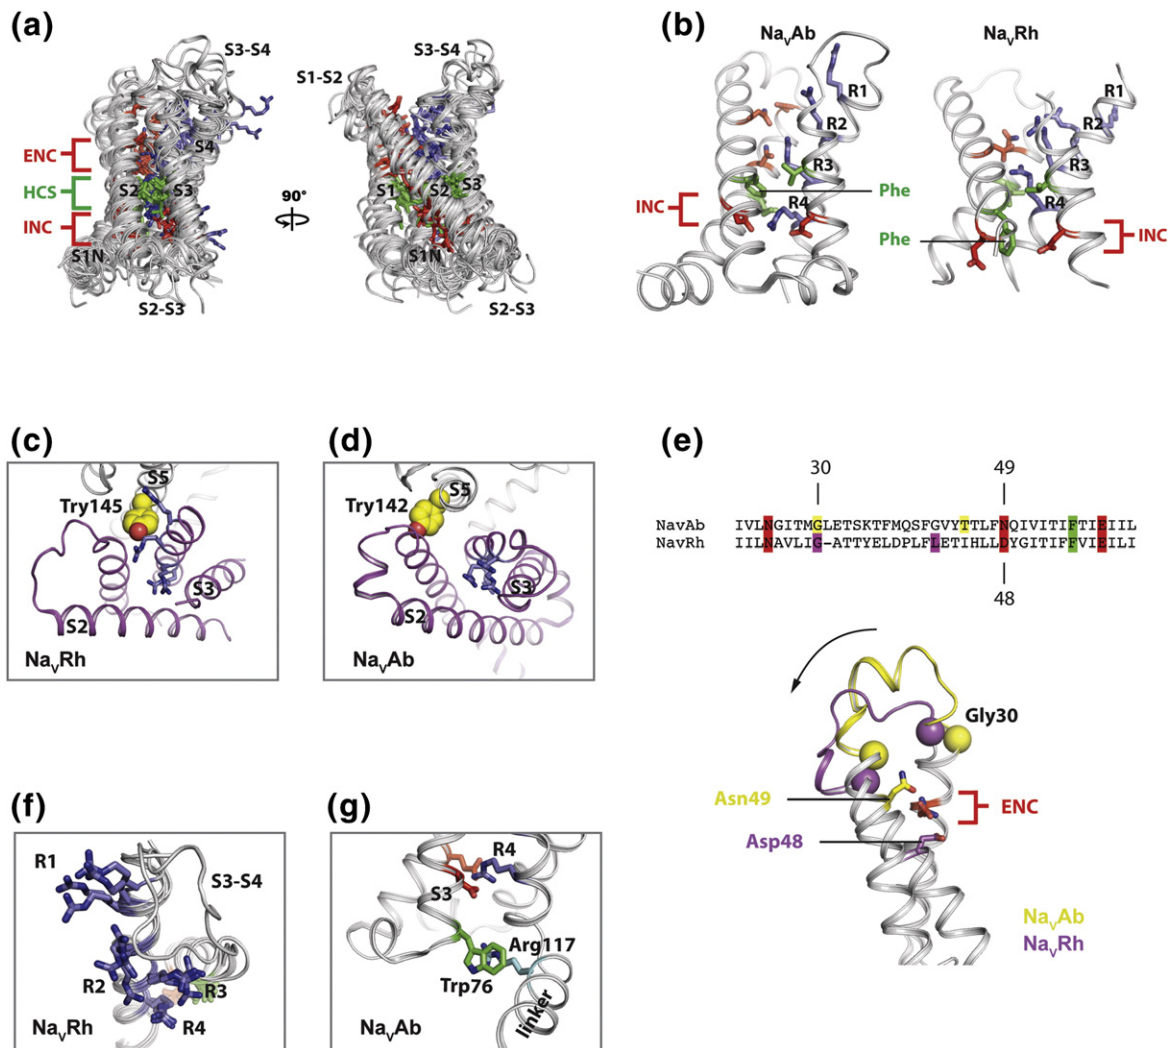 (a)
S3-S4
S3-S4
S1-S2
ENC
S4
HCS
S2
S3
S1
S2
S3
INC
90°
S1N
S1N
S2-S3
S2-S3
(b)
NavAb
NavRh
R1
R1
R2
R2
R3
R3
Phe
INC
R4
R4
Phe
INC
(c)
S5
Try145
S3
S2
NavRh
(d)
S5
Try142
S3
S2
NavAb
(e)
30
49
NavAb
IVLNGITMGLETSKTFMQSFGVYTTLFNQIVITIFTIEIIL
NavRh
IILNAVLIG-ATTYELDPLFLETIHLLDYGITIFFVIEILI
48
Gly30
Asn49
ENC
Asp48
NavAb
NavRh
(f)
R1
S3-S4
R2
R3
R4
NavRh
(g)
R4
S3
Arg117
Trp76
linker
NavAb